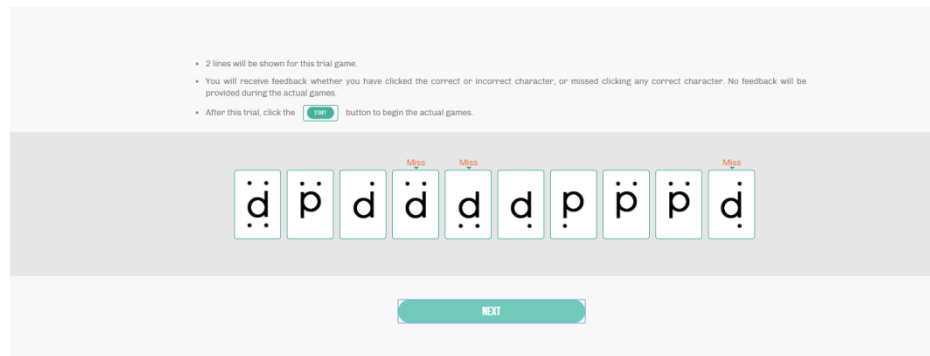 • 2 lines will be shown for this trial game.
• You will receive feedback whether you have clicked the correct or incorrect character, or missed clicking any correct character. No feedback will be
provided during the actual games.
• After this trial, click the START button to begin the actual games.
Miss Miss Miss
d p d d d d p p p d
NEXT